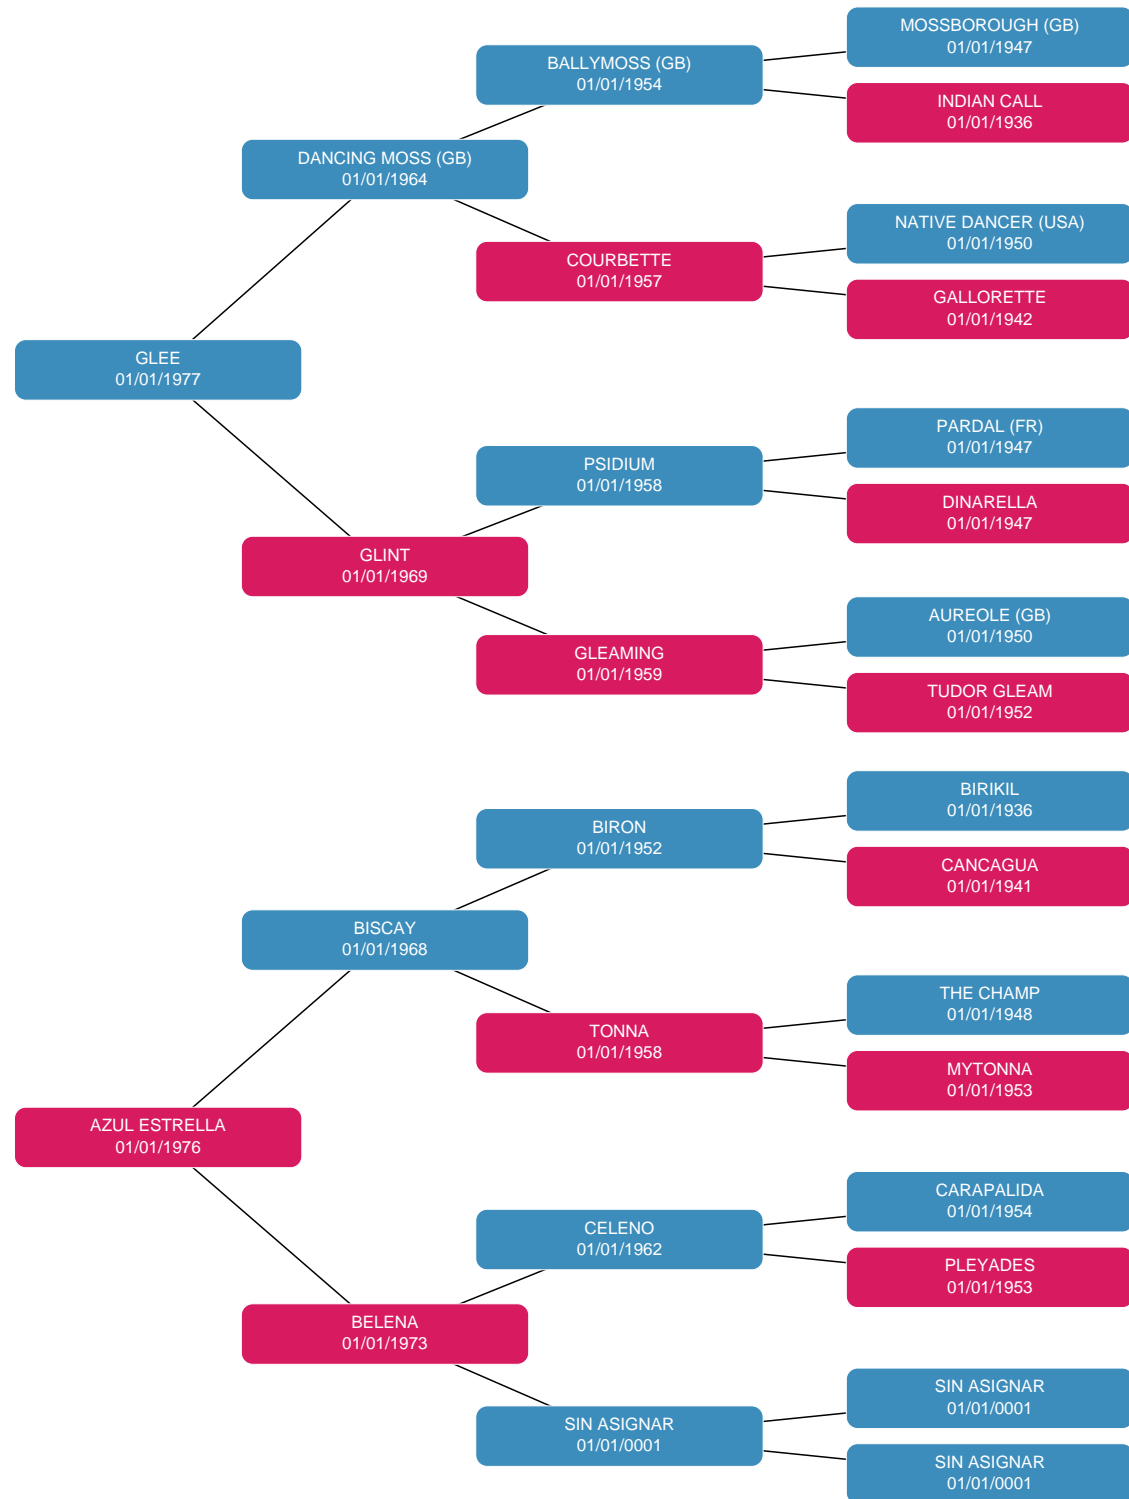 MOSSBOROUGH (GB)
01/01/1947
BALLYMOSS (GB)
01/01/1954
INDIAN CALL
01/01/1936
DANCING MOSS (GB)
01/01/1964
NATIVE DANCER (USA)
01/01/1950
COURBETTE
01/01/1957
GALLORETTE
01/01/1942
GLEE
01/01/1977
PARDAL (FR)
01/01/1947
PSIDIUM
01/01/1958
DINARELLA
01/01/1947
GLINT
01/01/1969
AUREOLE (GB)
01/01/1950
GLEAMING
01/01/1959
TUDOR GLEAM
01/01/1952
BIRIKIL
01/01/1936
BIRON
01/01/1952
CANCAGUA
01/01/1941
BISCAY
01/01/1968
THE CHAMP
01/01/1948
TONNA
01/01/1958
MYTONNA
01/01/1953
AZUL ESTRELLA
01/01/1976
CARAPALIDA
01/01/1954
CELENO
01/01/1962
PLEYADES
01/01/1953
BELENA
01/01/1973
SIN ASIGNAR
01/01/0001
SIN ASIGNAR
01/01/0001
SIN ASIGNAR
01/01/0001